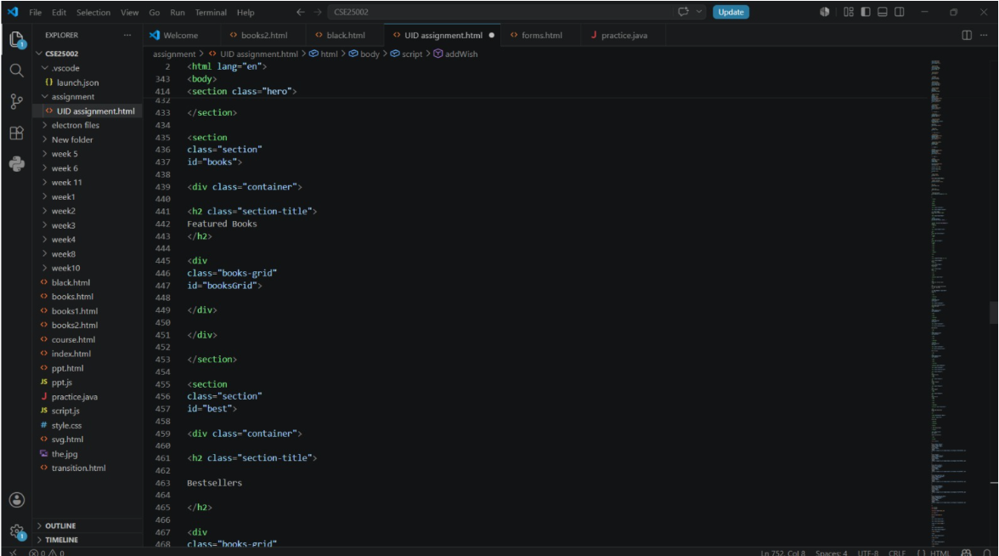 File Edit Selection View Go Run Terminal Help
CSE25002
Update
EXPLORER
Welcome
books2.html
black.html
UID assignment.html
forms.html
J practice.java
CSE25002
.vscode
{} launch.json
assignment
UID assignment.html
electron files
New folder
week 5
week 6
week 11
week1
week2
week3
week4
week8
week10
black.html
books.html
books1.html
books2.html
course.html
index.html
ppt.html
JS ppt.js
J practice.java
JS script.js
# style.css
svg.html
the.jpg
transition.html
OUTLINE
TIMELINE
assignment > UID assignment.html > html > body > script > addWish
2 <html lang="en">
343 <body>
414 <section class="hero">
432
433 </section>
434
435 <section
436 class="section"
437 id="books">
438
439 <div class="container">
440
441 <h2 class="section-title">
442 Featured Books
443 </h2>
444
445 <div
446 class="books-grid"
447 id="booksGrid">
448
449 </div>
450
451 </div>
452
453 </section>
454
455 <section
456 class="section"
457 id="best">
458
459 <div class="container">
460
461 <h2 class="section-title">
462
463 Bestsellers
464
465 </h2>
466
467 <div
468 class="books-grid"
0 0
Ln 752, Col 8 Spaces: 4 UTF-8 CRLF {} HTML